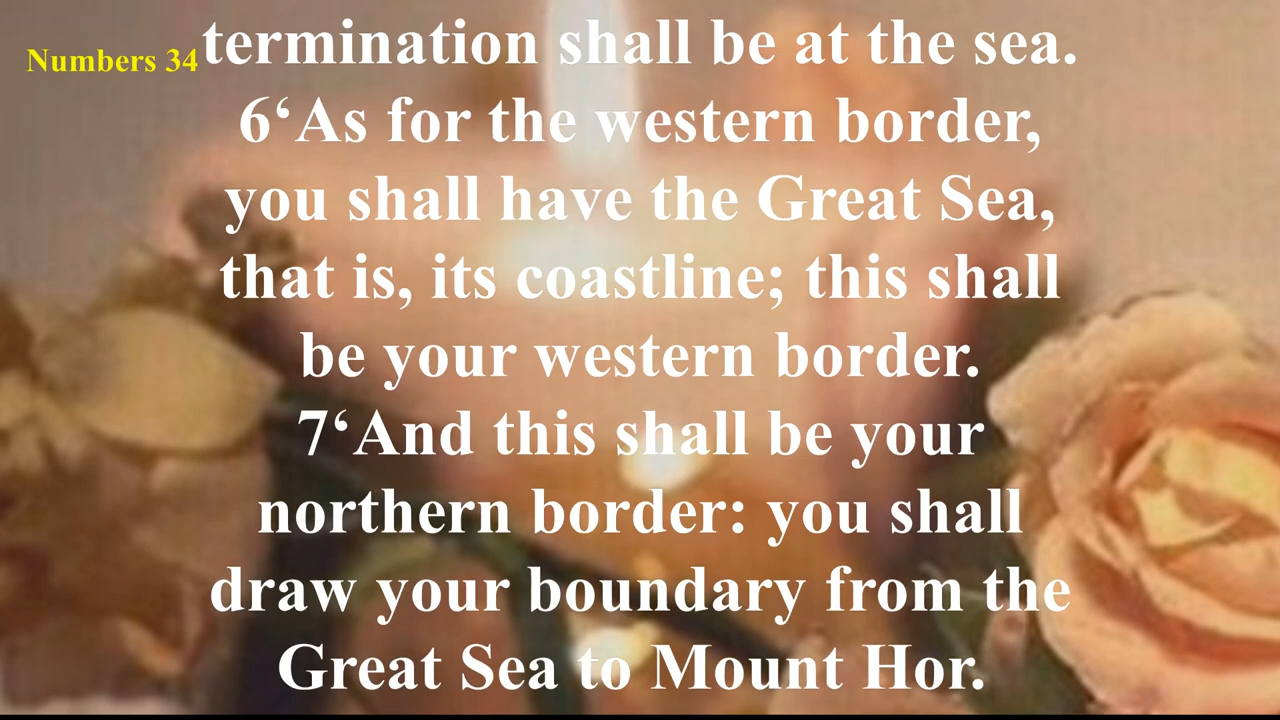 Numbers 34
termination shall be at the sea.
6‘As for the western border,
you shall have the Great Sea,
that is, its coastline; this shall
be your western border.
7‘And this shall be your
northern border: you shall
draw your boundary from the
Great Sea to Mount Hor.